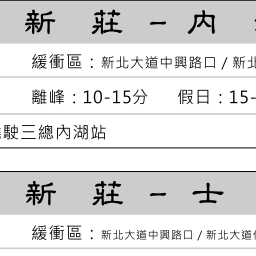 新 莊 – 內
緩衝區：新北大道中興路口 / 新北
離峰：10-15分 假日：15-
駛三總內湖站
新 莊 – 士
緩衝區：新北大道中興路口 / 新北大道